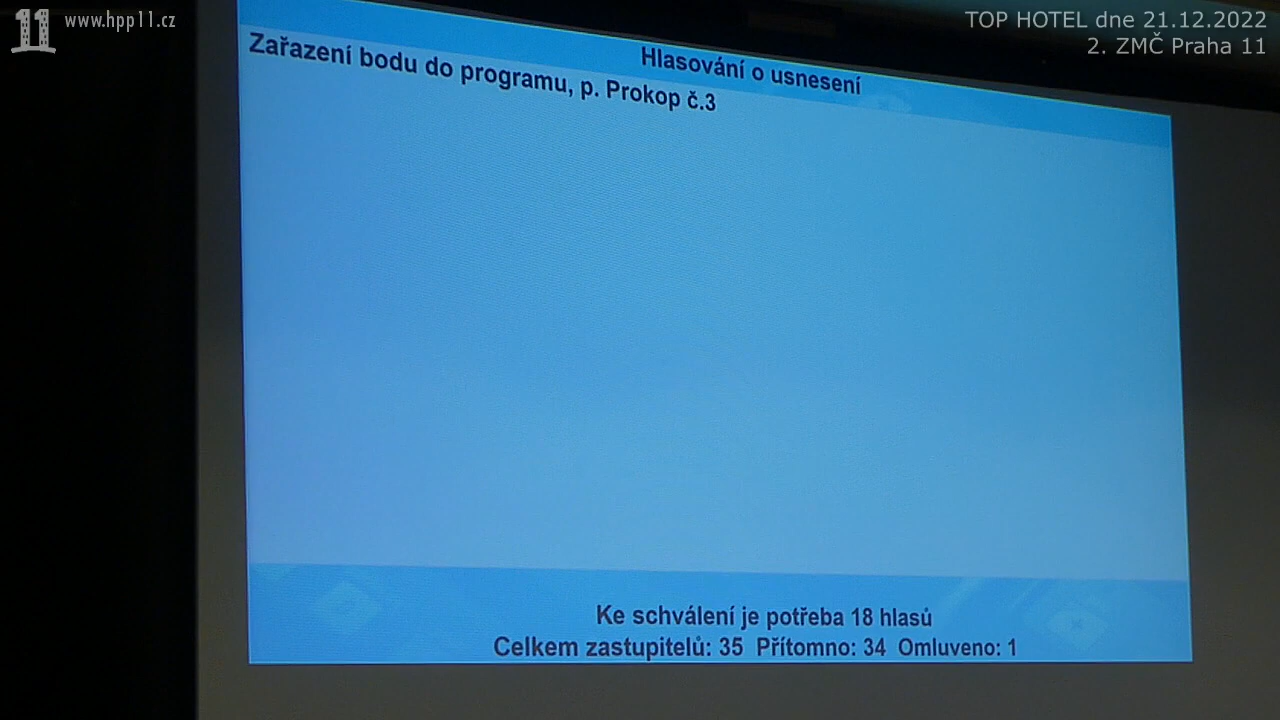 11 www.hpp11.cz
TOP HOTEL dne 21.12.2022
2. ZMČ Praha 11
Hlasování o usnesení
Zařazení bodu do programu, p. Prokop č.3
Ke schválení je potřeba 18 hlasů
Celkem zastupitelů: 35 Přítomno: 34 Omluveno: 1